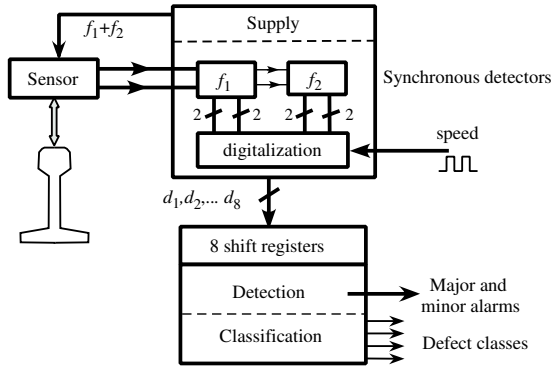 Supply
f₁+f₂
Sensor
f₁
f₂
Synchronous detectors
2 2 2 2
digitalization
speed
d₁,d₂,... d₈
8 shift registers
Detection
Major and
minor alarms
Classification
Defect classes